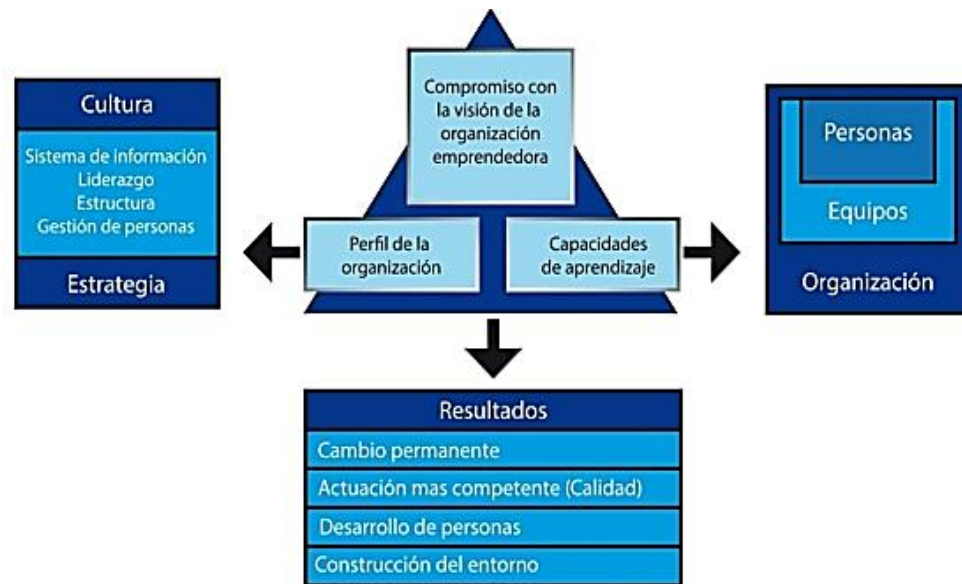 Cultura
Sistema de información
Liderazgo
Estructura
Gestión de personas
Estrategia
Compromiso con
la visión de la
organización
emprendedora
Perfil de la
organización
Capacidades
de aprendizaje
Personas
Equipos
Organización
Resultados
Cambio permanente
Actuación mas competente (Calidad)
Desarrollo de personas
Construcción del entorno